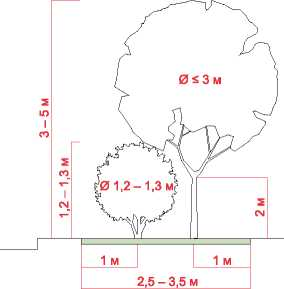 Ø ≤ 3 м
3 – 5 м
Ø 1,2 – 1,3 м
1,2 – 1,3 м
2 м
1 м
1 м
2,5 – 3,5 м